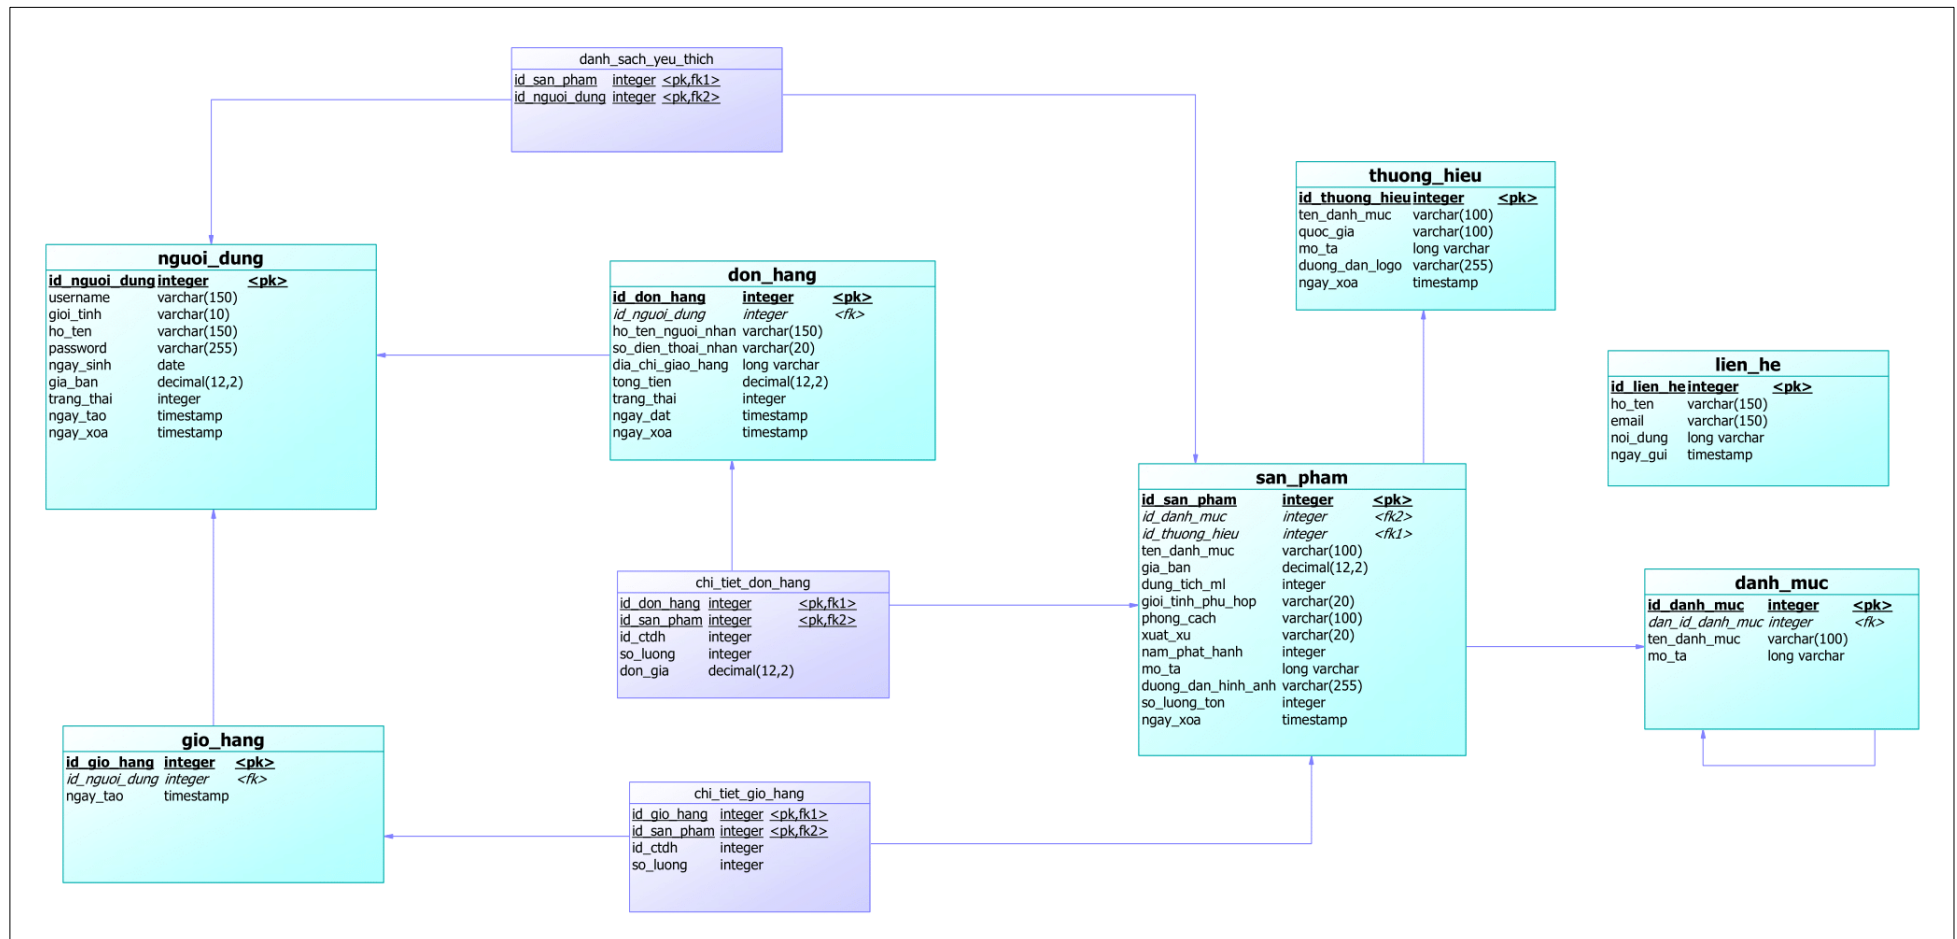 danh_sach_yeu_thich
id_san_pham integer <pk,fk1>
id_nguoi_dung integer <pk,fk2>
thuong_hieu
id_thuong_hieu integer <pk>
ten_danh_muc varchar(100)
quoc_gia varchar(100)
mo_ta long varchar
duong_dan_logo varchar(255)
ngay_xoa timestamp
nguoi_dung
id_nguoi_dung integer <pk>
username varchar(150)
gioi_tinh varchar(10)
ho_ten varchar(150)
password varchar(255)
ngay_sinh date
gia_ban decimal(12,2)
trang_thai integer
ngay_tao timestamp
ngay_xoa timestamp
don_hang
id_don_hang integer <pk>
id_nguoi_dung integer <fk>
ho_ten_nguoi_nhan varchar(150)
so_dien_thoai_nhan varchar(20)
dia_chi_giao_hang long varchar
tong_tien decimal(12,2)
trang_thai integer
ngay_dat timestamp
ngay_xoa timestamp
lien_he
id_lien_he integer <pk>
ho_ten varchar(150)
email varchar(150)
noi_dung long varchar
ngay_gui timestamp
san_pham
id_san_pham integer <pk>
id_danh_muc integer <fk2>
id_thuong_hieu integer <fk1>
ten_danh_muc varchar(100)
gia_ban decimal(12,2)
dung_tich_ml integer
gioi_tinh_phu_hop varchar(20)
phong_cach varchar(100)
xuat_xu varchar(20)
nam_phat_hanh integer
mo_ta long varchar
duong_dan_hinh_anh varchar(255)
so_luong_ton integer
ngay_xoa timestamp
chi_tiet_don_hang
id_don_hang integer <pk,fk1>
id_san_pham integer <pk,fk2>
id_ctdh integer
so_luong integer
don_gia decimal(12,2)
danh_muc
id_danh_muc integer <pk>
dan_id_danh_muc integer <fk>
ten_danh_muc varchar(100)
mo_ta long varchar
gio_hang
id_gio_hang integer <pk>
id_nguoi_dung integer <fk>
ngay_tao timestamp
chi_tiet_gio_hang
id_gio_hang integer <pk,fk1>
id_san_pham integer <pk,fk2>
id_ctdh integer
so_luong integer